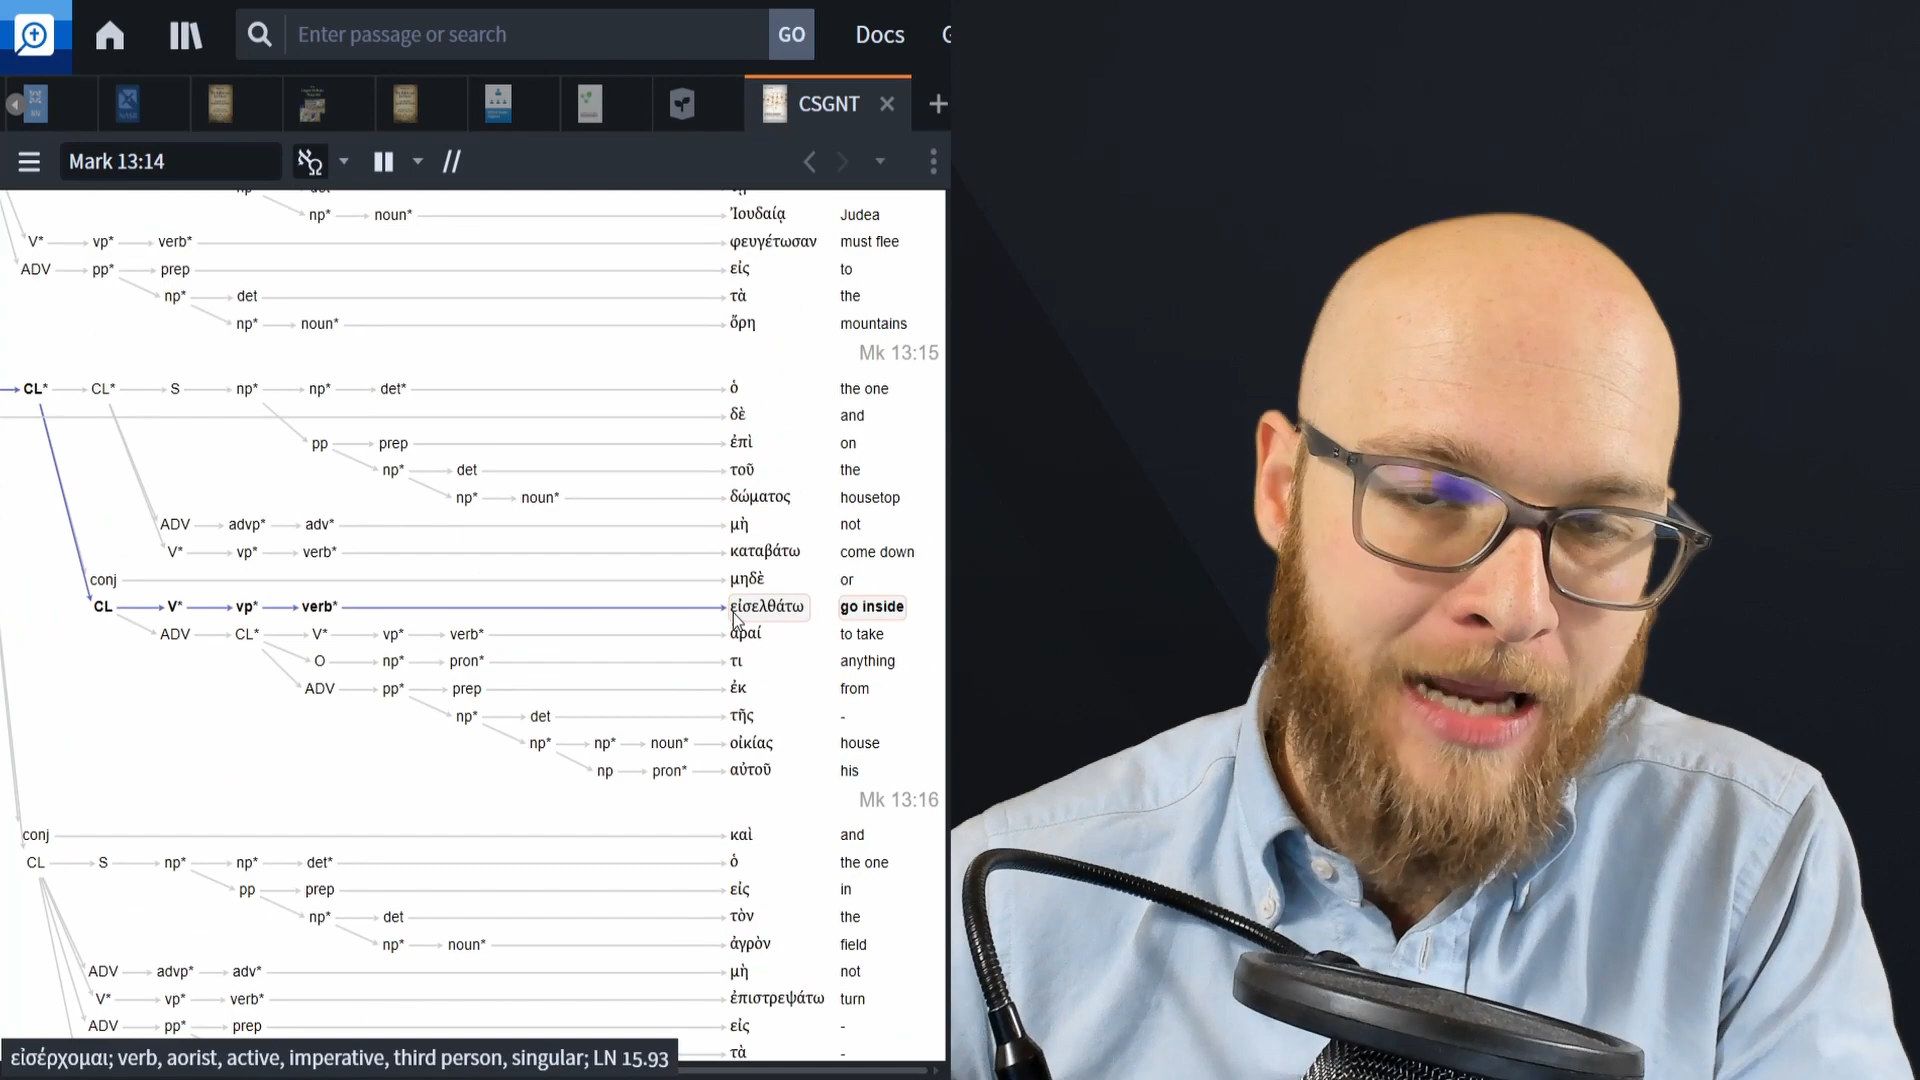 Enter passage or search GO Docs
CSGNT
Mark 13:14
np* noun* Ἰουδαίᾳ Judea
V* vp* verb* φευγέτωσαν must flee
ADV pp* prep εἰς to
np* det τὰ the
np* noun* ὄρη mountains
Mk 13:15
CL* CL* S np* np* det* ὁ the one
δὲ and
pp prep ἐπὶ on
np* det τοῦ the
np* noun* δώματος housetop
ADV advp* adv* μὴ not
V* vp* verb* καταβάτω come down
conj μηδὲ or
CL V* vp* verb* εἰσελθάτω go inside
ADV CL* V* vp* verb* ἆραί to take
O np* pron* τι anything
ADV pp* prep ἐκ from
np* det τῆς -
np* np* noun* οἰκίας house
np pron* αὐτοῦ his
Mk 13:16
conj καὶ and
CL S np* np* det* ὁ the one
pp prep εἰς in
np* det τὸν the
np* noun* ἀγρὸν field
ADV advp* adv* μὴ not
V* vp* verb* ἐπιστρεψάτω turn
ADV pp* prep εἰς -
τὰ -
εἰσέρχομαι; verb, aorist, active, imperative, third person, singular; LN 15.93